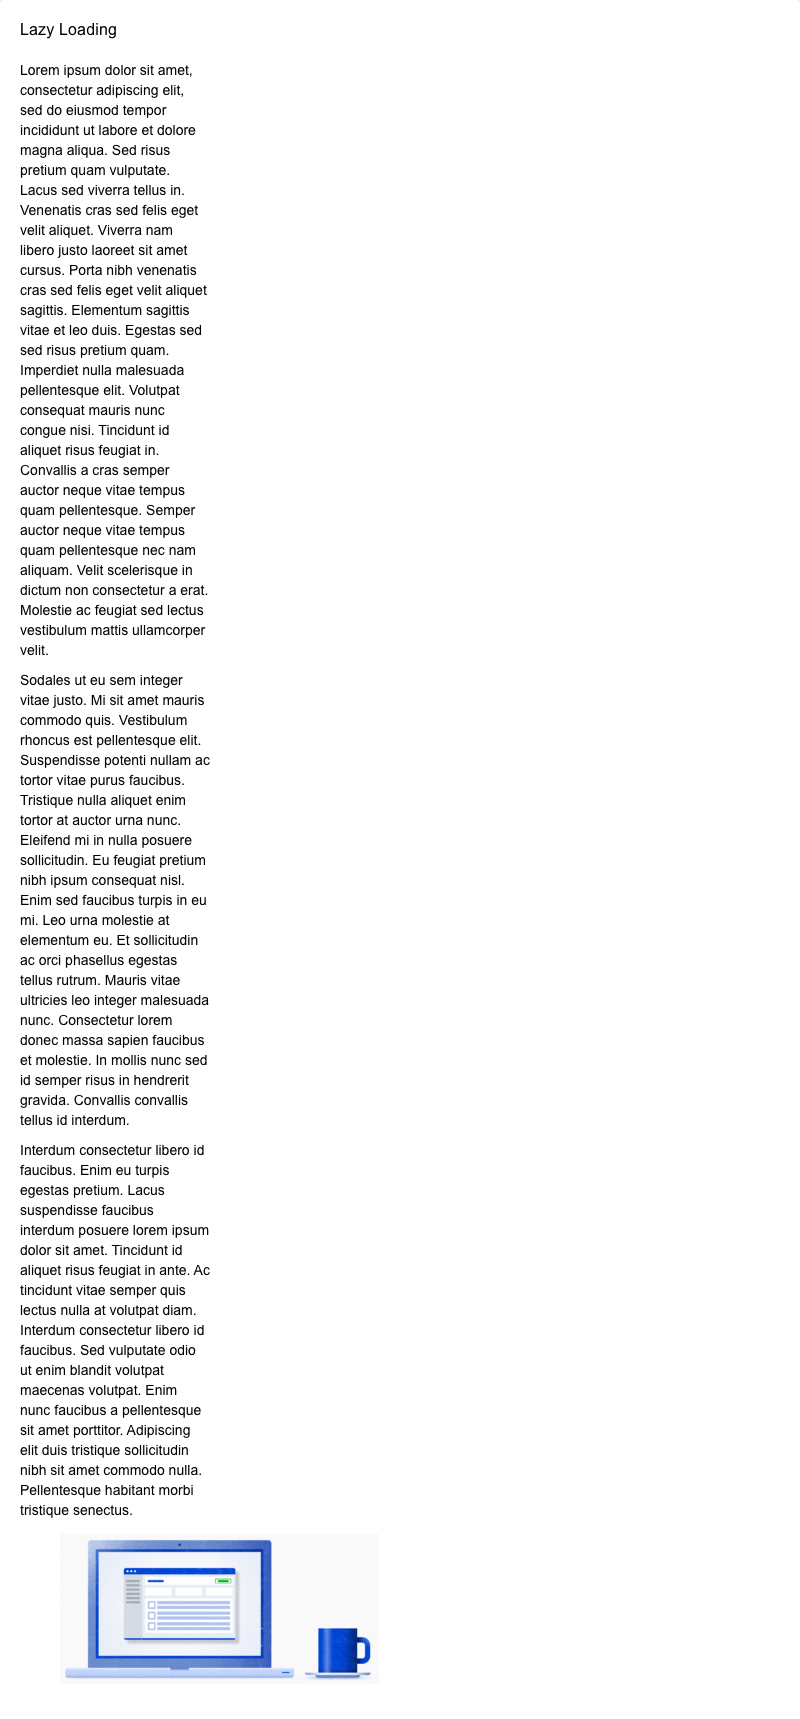 Lazy Loading
Lorem ipsum dolor sit amet,
consectetur adipiscing elit,
sed do eiusmod tempor
incididunt ut labore et dolore
magna aliqua. Sed risus
pretium quam vulputate.
Lacus sed viverra tellus in.
Venenatis cras sed felis eget
velit aliquet. Viverra nam
libero justo laoreet sit amet
cursus. Porta nibh venenatis
cras sed felis eget velit aliquet
sagittis. Elementum sagittis
vitae et leo duis. Egestas sed
sed risus pretium quam.
Imperdiet nulla malesuada
pellentesque elit. Volutpat
consequat mauris nunc
congue nisi. Tincidunt id
aliquet risus feugiat in.
Convallis a cras semper
auctor neque vitae tempus
quam pellentesque. Semper
auctor neque vitae tempus
quam pellentesque nec nam
aliquam. Velit scelerisque in
dictum non consectetur a erat.
Molestie ac feugiat sed lectus
vestibulum mattis ullamcorper
velit.
Sodales ut eu sem integer
vitae justo. Mi sit amet mauris
commodo quis. Vestibulum
rhoncus est pellentesque elit.
Suspendisse potenti nullam ac
tortor vitae purus faucibus.
Tristique nulla aliquet enim
tortor at auctor urna nunc.
Eleifend mi in nulla posuere
sollicitudin. Eu feugiat pretium
nibh ipsum consequat nisl.
Enim sed faucibus turpis in eu
mi. Leo urna molestie at
elementum eu. Et sollicitudin
ac orci phasellus egestas
tellus rutrum. Mauris vitae
ultricies leo integer malesuada
nunc. Consectetur lorem
donec massa sapien faucibus
et molestie. In mollis nunc sed
id semper risus in hendrerit
gravida. Convallis convallis
tellus id interdum.
Interdum consectetur libero id
faucibus. Enim eu turpis
egestas pretium. Lacus
suspendisse faucibus
interdum posuere lorem ipsum
dolor sit amet. Tincidunt id
aliquet risus feugiat in ante. Ac
tincidunt vitae semper quis
lectus nulla at volutpat diam.
Interdum consectetur libero id
faucibus. Sed vulputate odio
ut enim blandit volutpat
maecenas volutpat. Enim
nunc faucibus a pellentesque
sit amet porttitor. Adipiscing
elit duis tristique sollicitudin
nibh sit amet commodo nulla.
Pellentesque habitant morbi
tristique senectus.